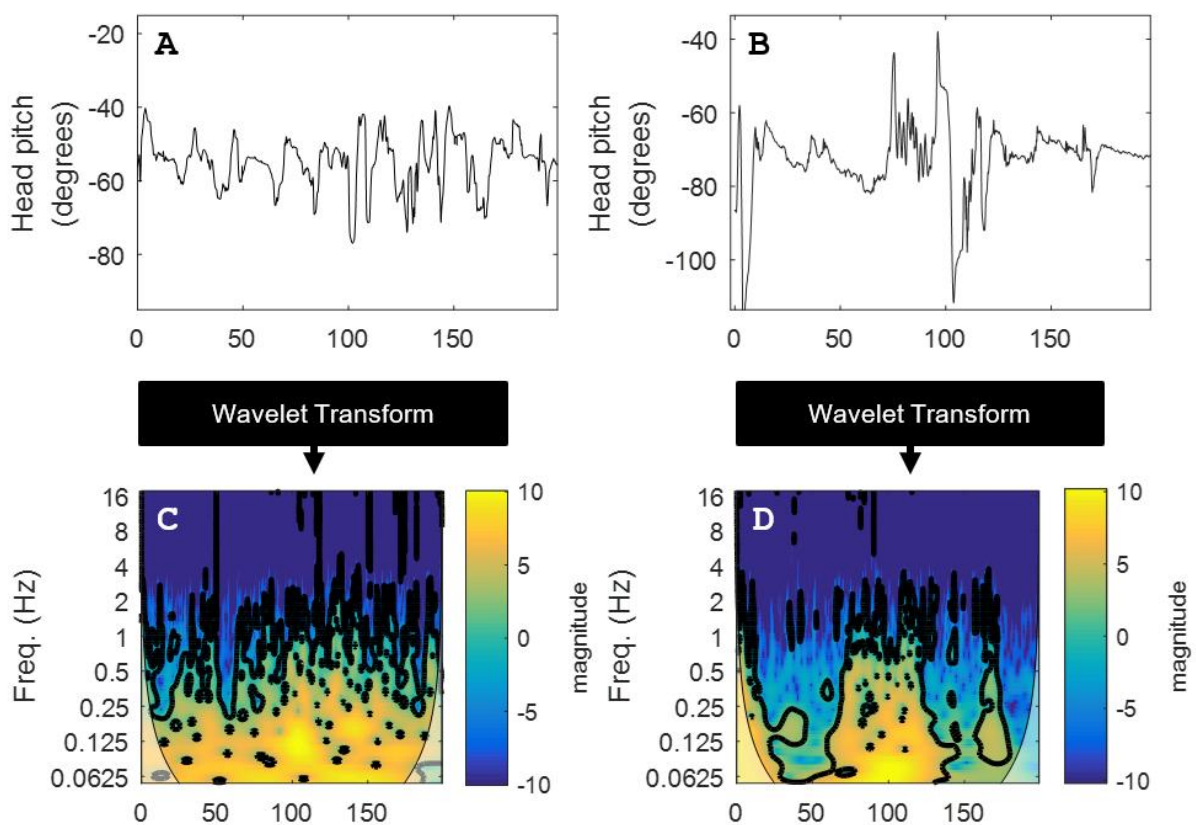 A
B
Head pitch
(degrees)
-20
-40
-60
-80
0 50 100 150
Head pitch
(degrees)
-40
-60
-80
-100
0 50 100 150
Wavelet Transform
Wavelet Transform
C
Freq. (Hz)
16
8
4
2
1
0.5
0.25
0.125
0.0625
0 50 100 150
10
5
0
-5
-10
magnitude
D
Freq. (Hz)
16
8
4
2
1
0.5
0.25
0.125
0.0625
0 50 100 150
10
5
0
-5
-10
magnitude